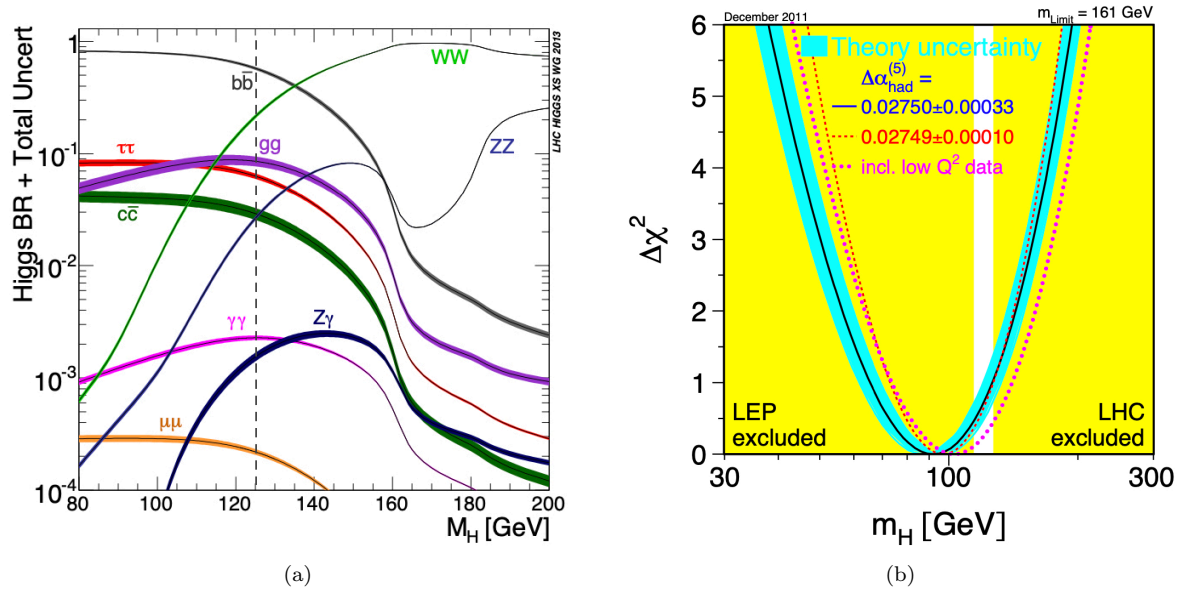 Higgs BR + Total Uncert
1
10⁻¹
10⁻²
10⁻³
10⁻⁴
bb̄
WW
ττ
gg
ZZ
cc̄
γγ
Zγ
μμ
LHC HIGGS XS WG 2013
80 100 120 140 160 180 200
M_H [GeV]
(a)
December 2011
m_Limit = 161 GeV
Theory uncertainty
Δα_had^(5) =
0.02750±0.00033
0.02749±0.00010
incl. low Q² data
Δχ²
6
5
4
3
2
1
0
LEP
excluded
LHC
excluded
30 100 300
m_H [GeV]
(b)